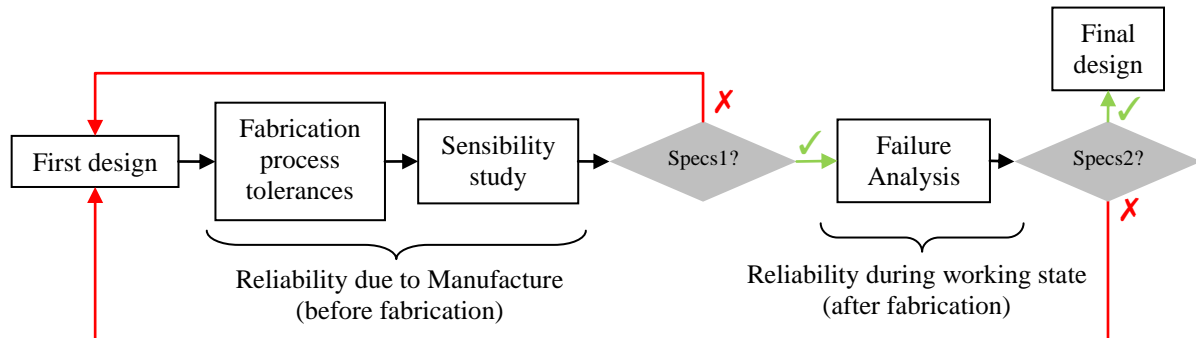 First design
Fabrication
process
tolerances
Sensibility
study
Specs1?
✗
✓
Failure
Analysis
Specs2?
✓
✗
Final
design
Reliability due to Manufacture
(before fabrication)
Reliability during working state
(after fabrication)